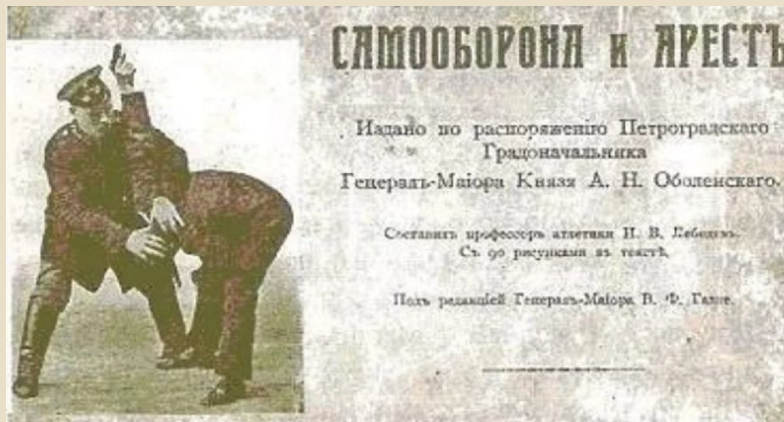 САМООБОРОНА и АРЕСТЪ
Издано по распоряженію Петроградскаго
Градоначальника
Генералъ-Маіора Князя А. Н. Оболенскаго.
Составилъ профессоръ атлетики И. В. Лебедевъ.
Съ 90 рисунками въ текстѣ.
Подъ редакціей Генералъ-Маіора В. Ф. Галле.